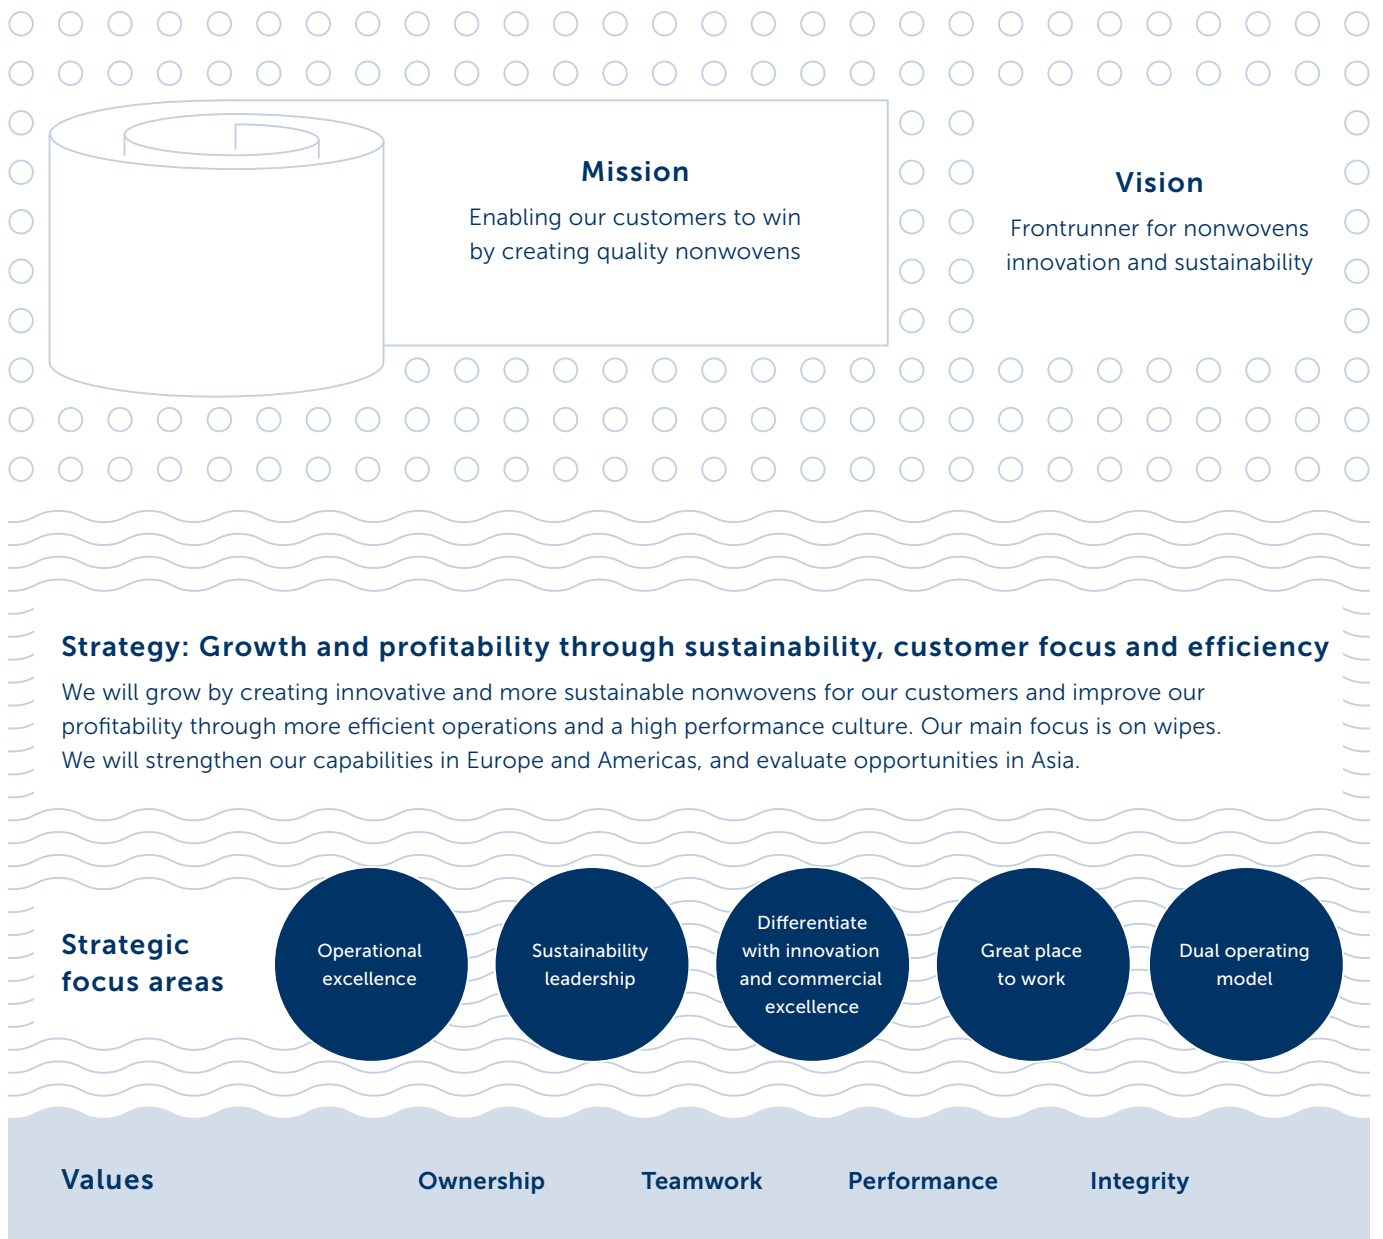 Mission
Enabling our customers to win
by creating quality nonwovens
Vision
Frontrunner for nonwovens
innovation and sustainability
Strategy: Growth and profitability through sustainability, customer focus and efficiency
We will grow by creating innovative and more sustainable nonwovens for our customers and improve our
profitability through more efficient operations and a high performance culture. Our main focus is on wipes.
We will strengthen our capabilities in Europe and Americas, and evaluate opportunities in Asia.
Strategic
focus areas
Operational
excellence
Sustainability
leadership
Differentiate
with innovation
and commercial
excellence
Great place
to work
Dual operating
model
Values
Ownership
Teamwork
Performance
Integrity